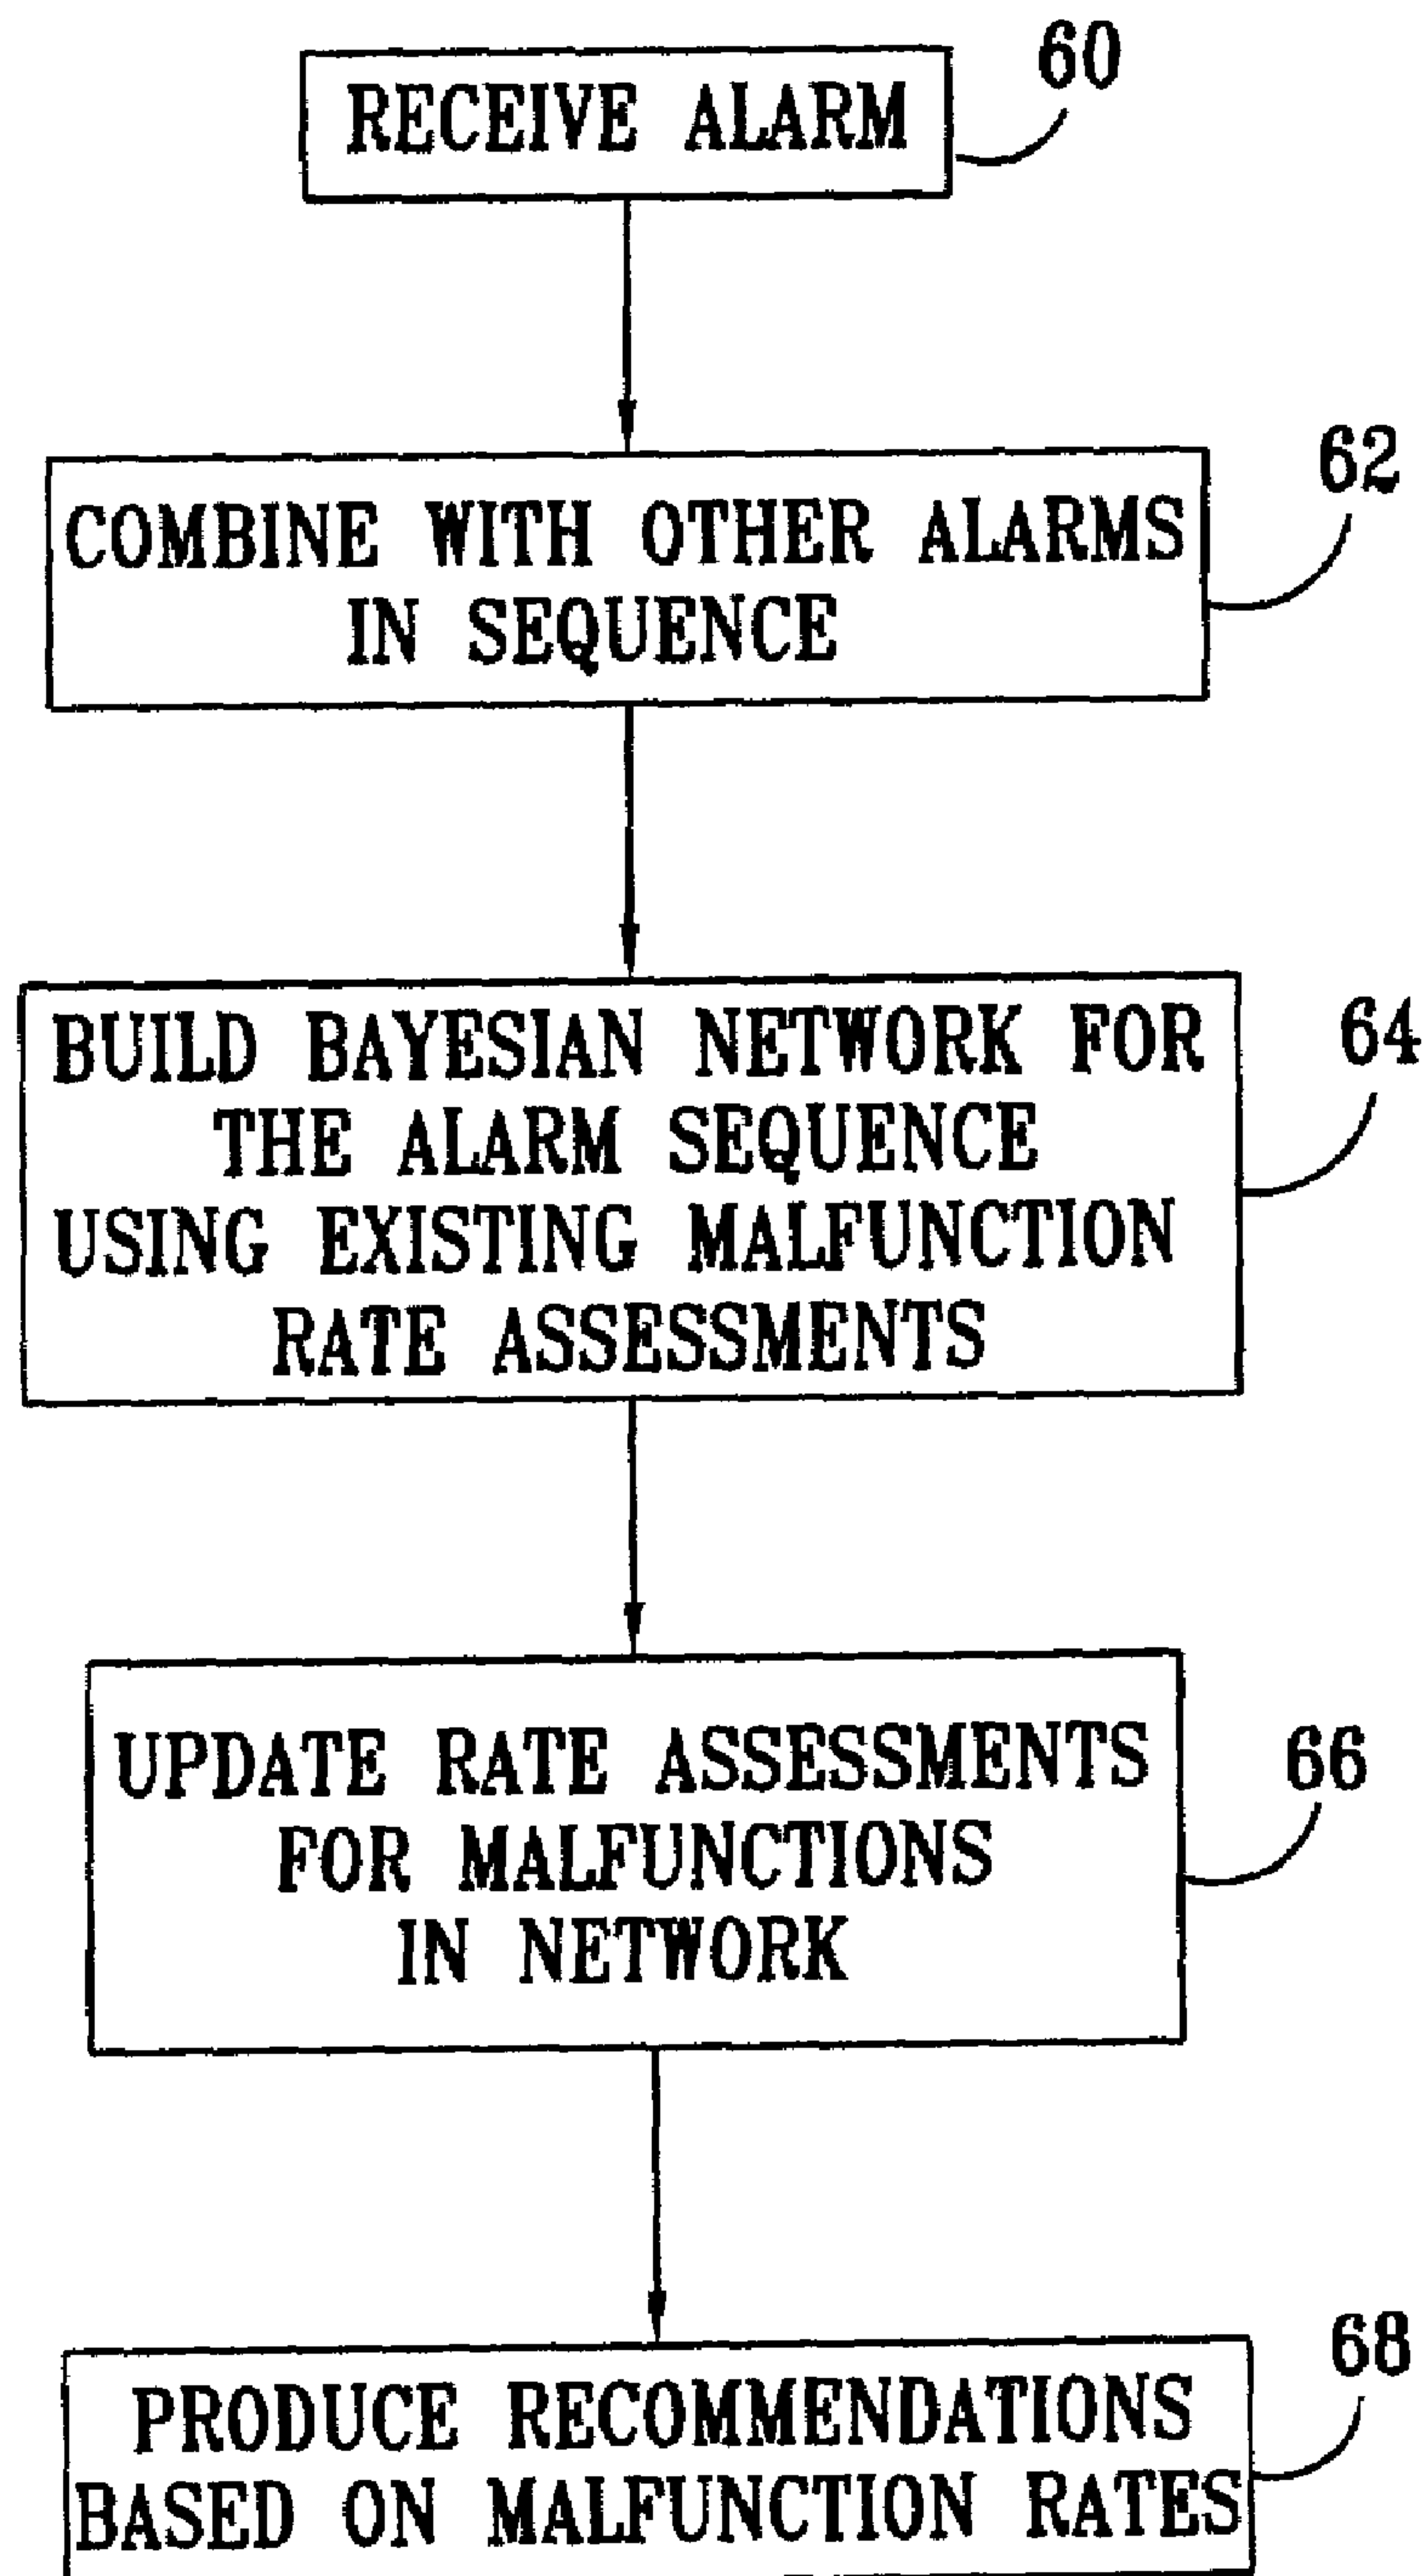 RECEIVE ALARM
60
COMBINE WITH OTHER ALARMS
IN SEQUENCE
62
BUILD BAYESIAN NETWORK FOR
THE ALARM SEQUENCE
USING EXISTING MALFUNCTION
RATE ASSESSMENTS
64
UPDATE RATE ASSESSMENTS
FOR MALFUNCTIONS
IN NETWORK
66
PRODUCE RECOMMENDATIONS
BASED ON MALFUNCTION RATES
68